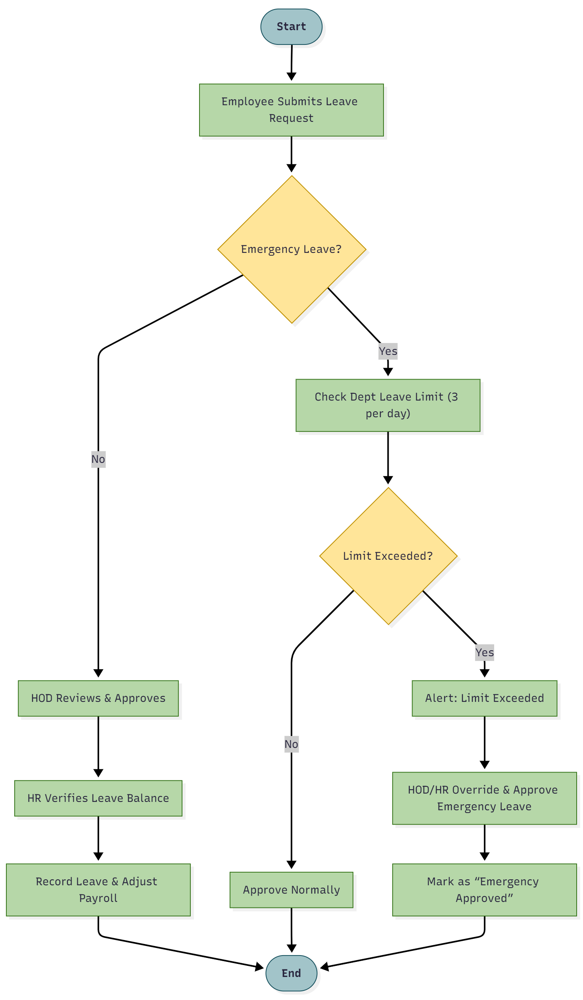 Start
Employee Submits Leave
Request
Emergency Leave?
Yes
Check Dept Leave Limit (3
per day)
No
Limit Exceeded?
Yes
HOD Reviews & Approves
Alert: Limit Exceeded
No
HR Verifies Leave Balance
HOD/HR Override & Approve
Emergency Leave
Record Leave & Adjust
Payroll
Approve Normally
Mark as “Emergency
Approved”
End